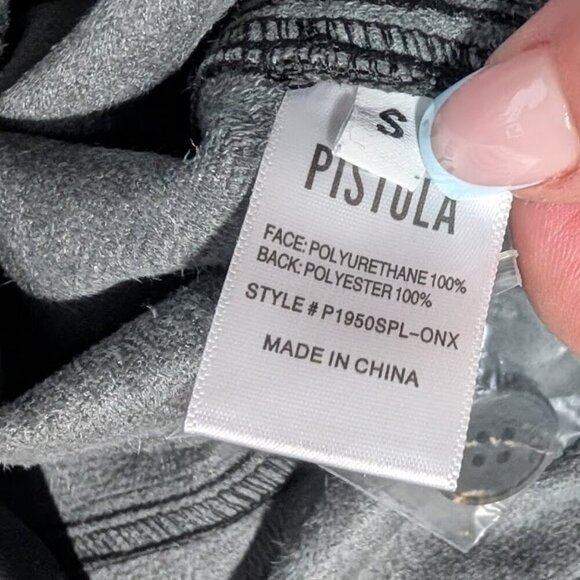 S
PISTOLA
FACE: POLYURETHANE 100%
BACK: POLYESTER 100%
STYLE # P1950SPL-ONX
MADE IN CHINA